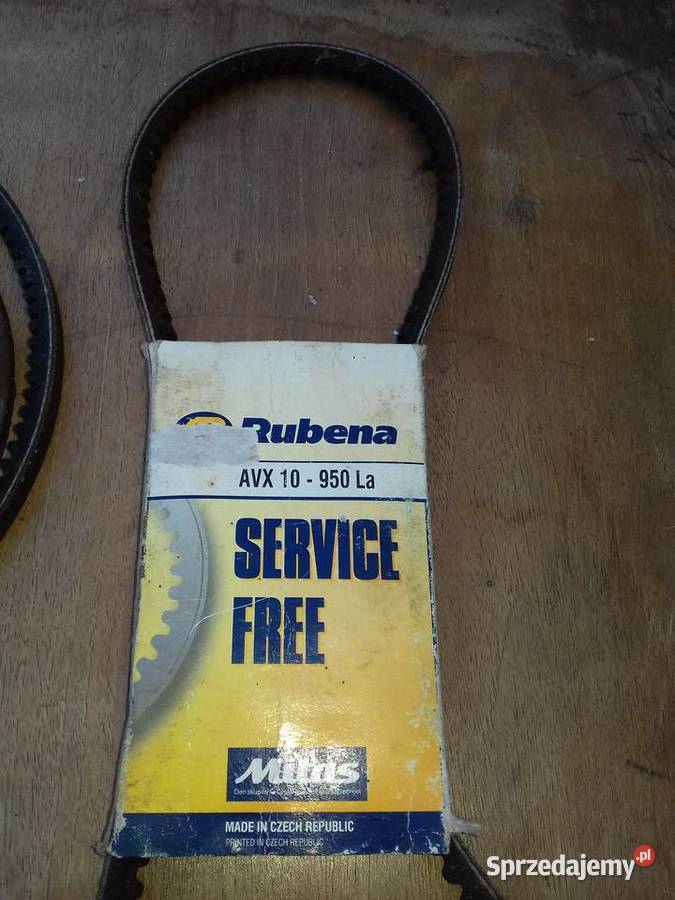 Rubena
AVX 10 - 950 La
SERVICE
FREE
Mitas
MADE IN CZECH REPUBLIC
PRINTED IN CZECH REPUBLIC
Sprzedajemy.pl